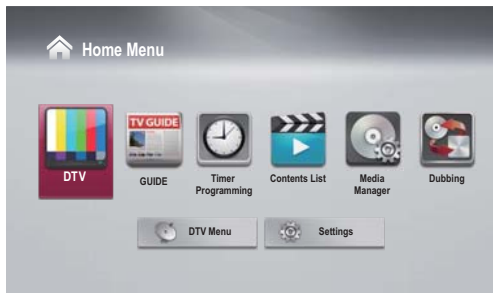 Home Menu
TV GUIDE
DTV
GUIDE
Timer
Programming
Contents List
Media
Manager
Dubbing
DTV Menu
Settings